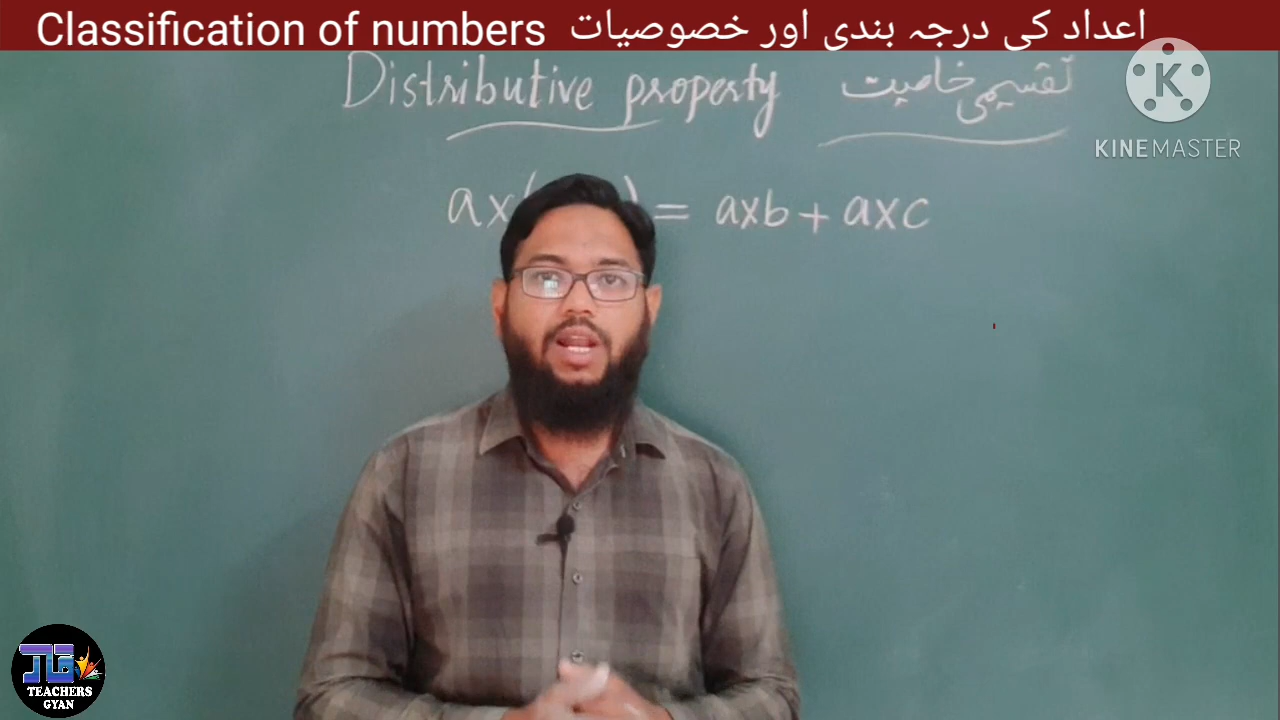 Classification of numbers اعداد کی درجہ بندی اور خصوصیات
Distributive property تقسیمی خاصیت
ax( ) = axb + axc
K
KINEMASTER
TG
TEACHERS
GYAN